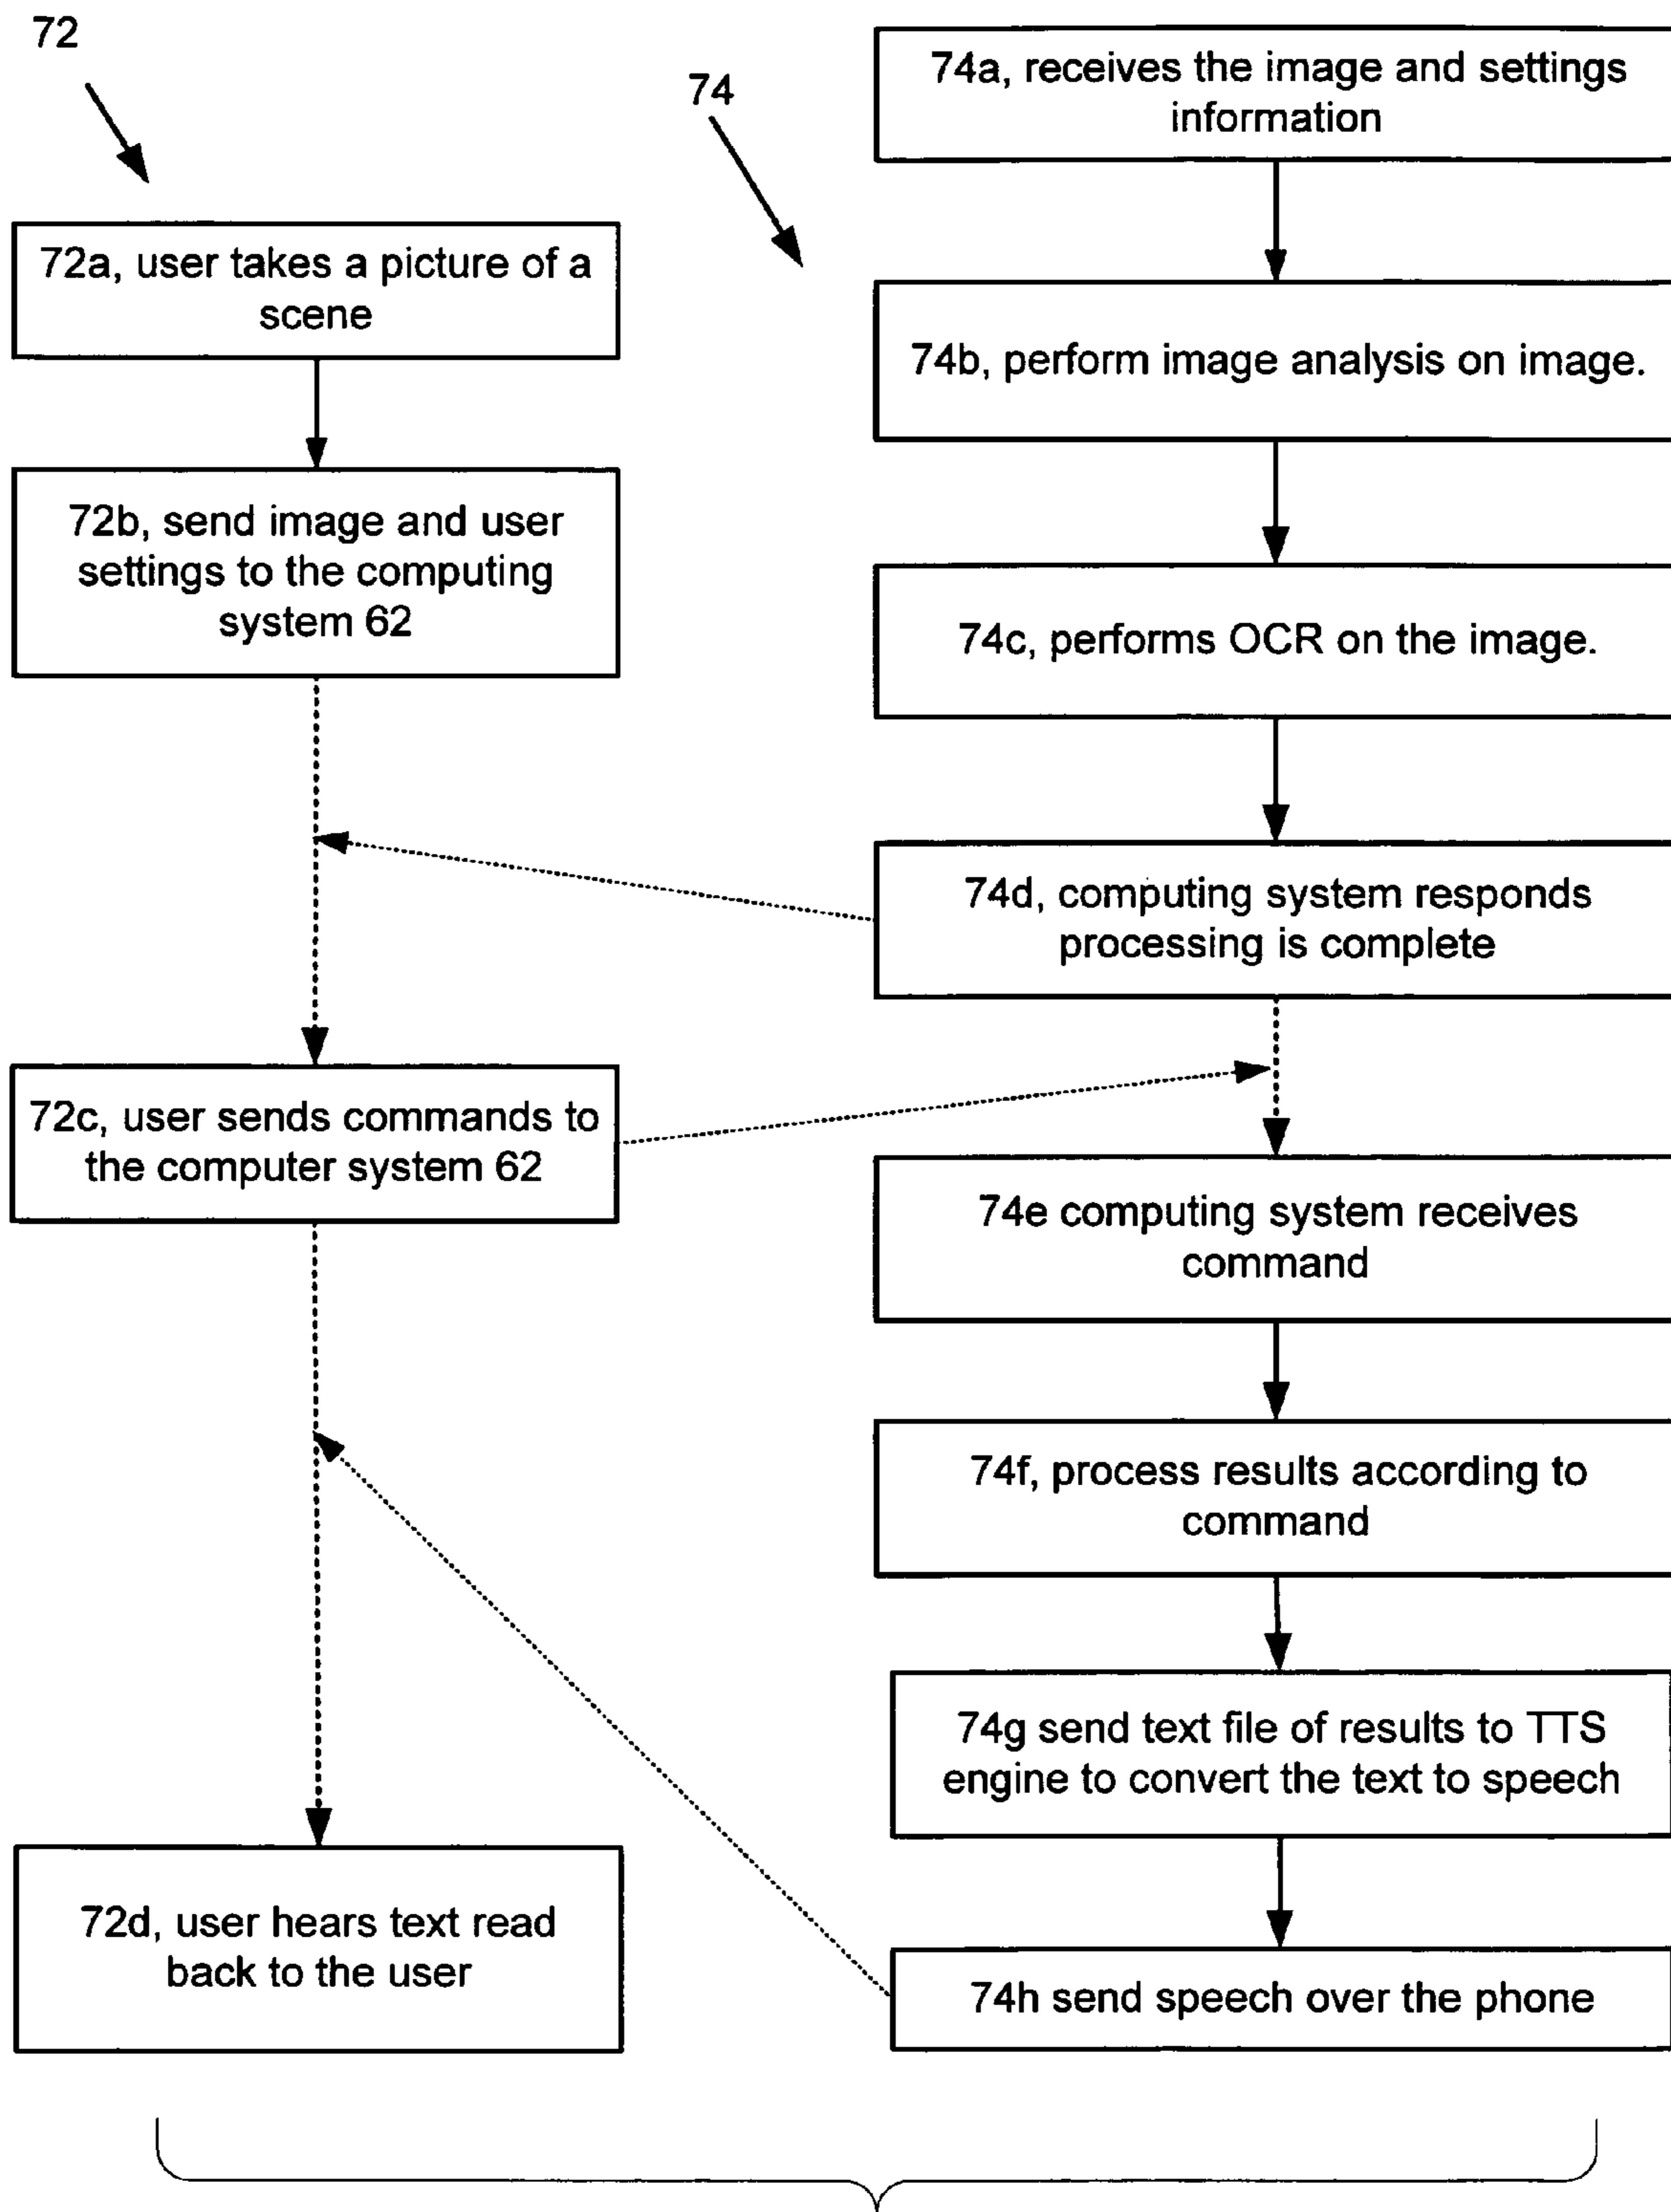 72
72a, user takes a picture of a
scene
72b, send image and user
settings to the computing
system 62
72c, user sends commands to
the computer system 62
72d, user hears text read
back to the user
74
74a, receives the image and settings
information
74b, perform image analysis on image.
74c, performs OCR on the image.
74d, computing system responds
processing is complete
74e computing system receives
command
74f, process results according to
command
74g send text file of results to TTS
engine to convert the text to speech
74h send speech over the phone